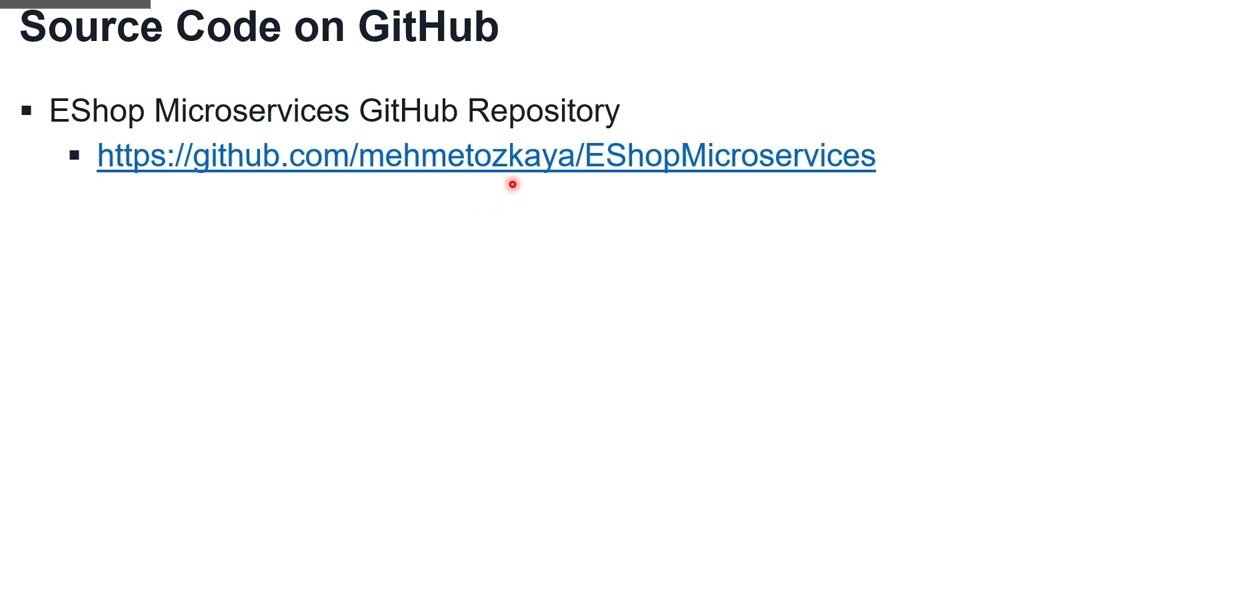 Source Code on GitHub
▪ EShop Microservices GitHub Repository
▪ https://github.com/mehmetozkaya/EShopMicroservices